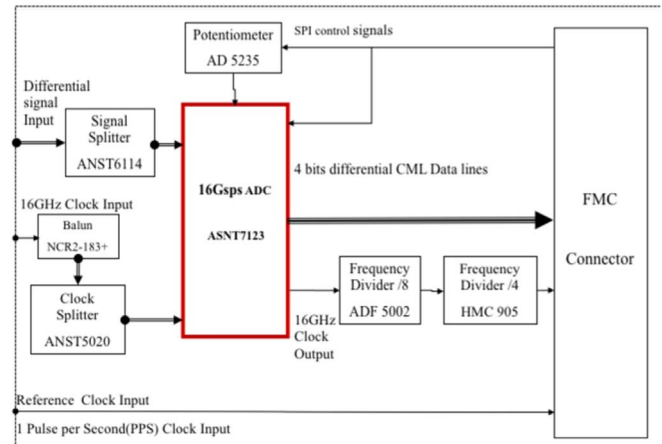 Potentiometer
AD 5235
SPI control signals
Differential
signal
Input
Signal
Splitter
ANST6114
16Gsps ADC
ASNT7123
4 bits differential CML Data lines
FMC
Connector
16GHz Clock Input
Balun
NCR2-183+
Clock
Splitter
ANST5020
Frequency
Divider /8
ADF 5002
Frequency
Divider /4
HMC 905
16GHz
Clock
Output
Reference Clock Input
1 Pulse per Second(PPS) Clock Input